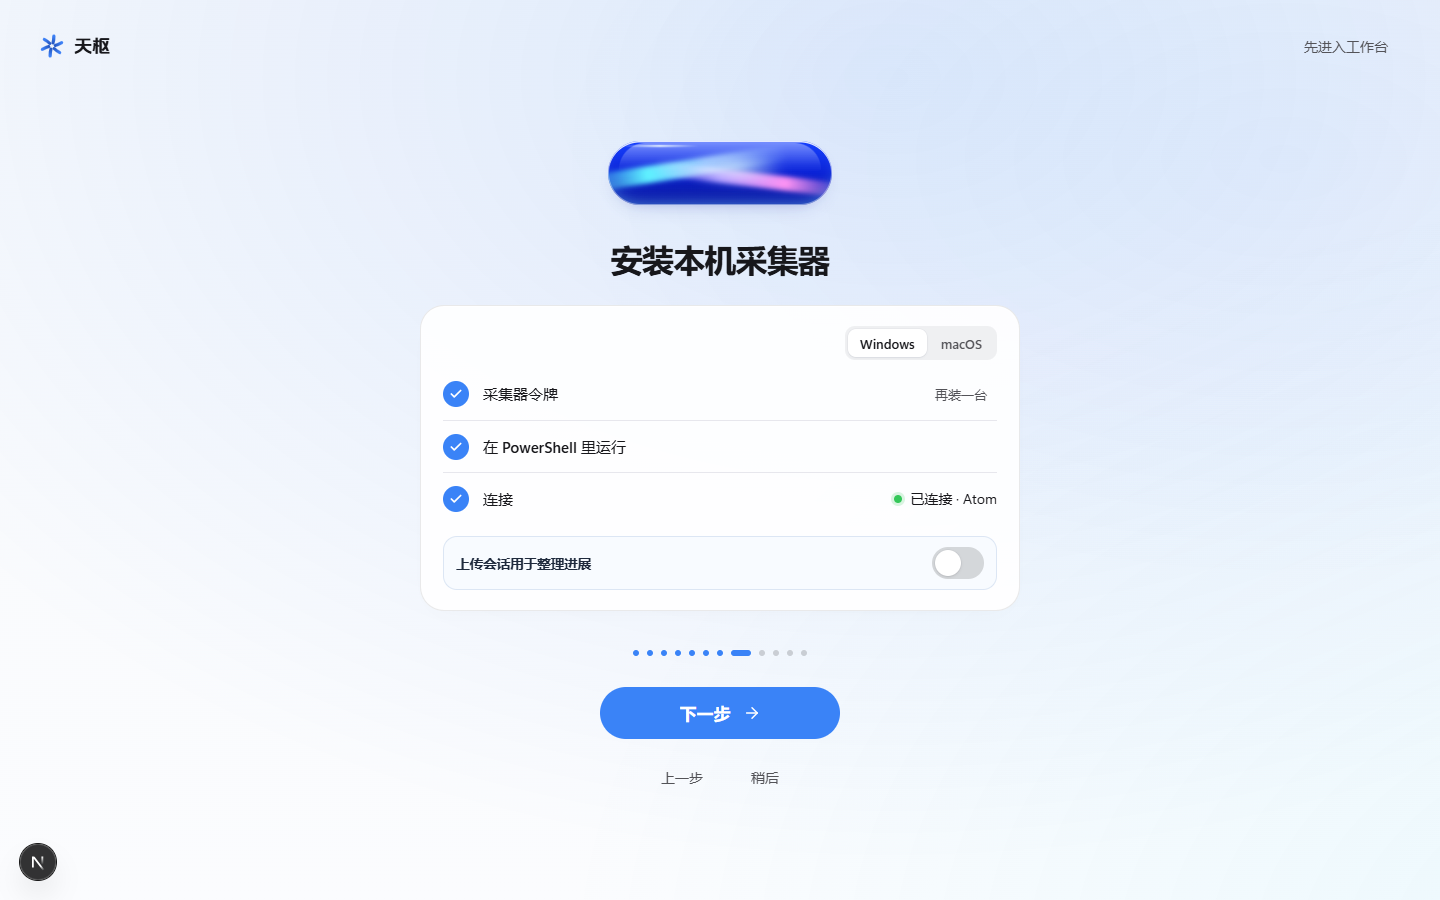 天枢
先进入工作台
安装本机采集器
Windows macOS
采集器令牌 再装一台
在 PowerShell 里运行
连接 已连接 · Atom
上传会话用于整理进展
下一步
上一步 稍后
N